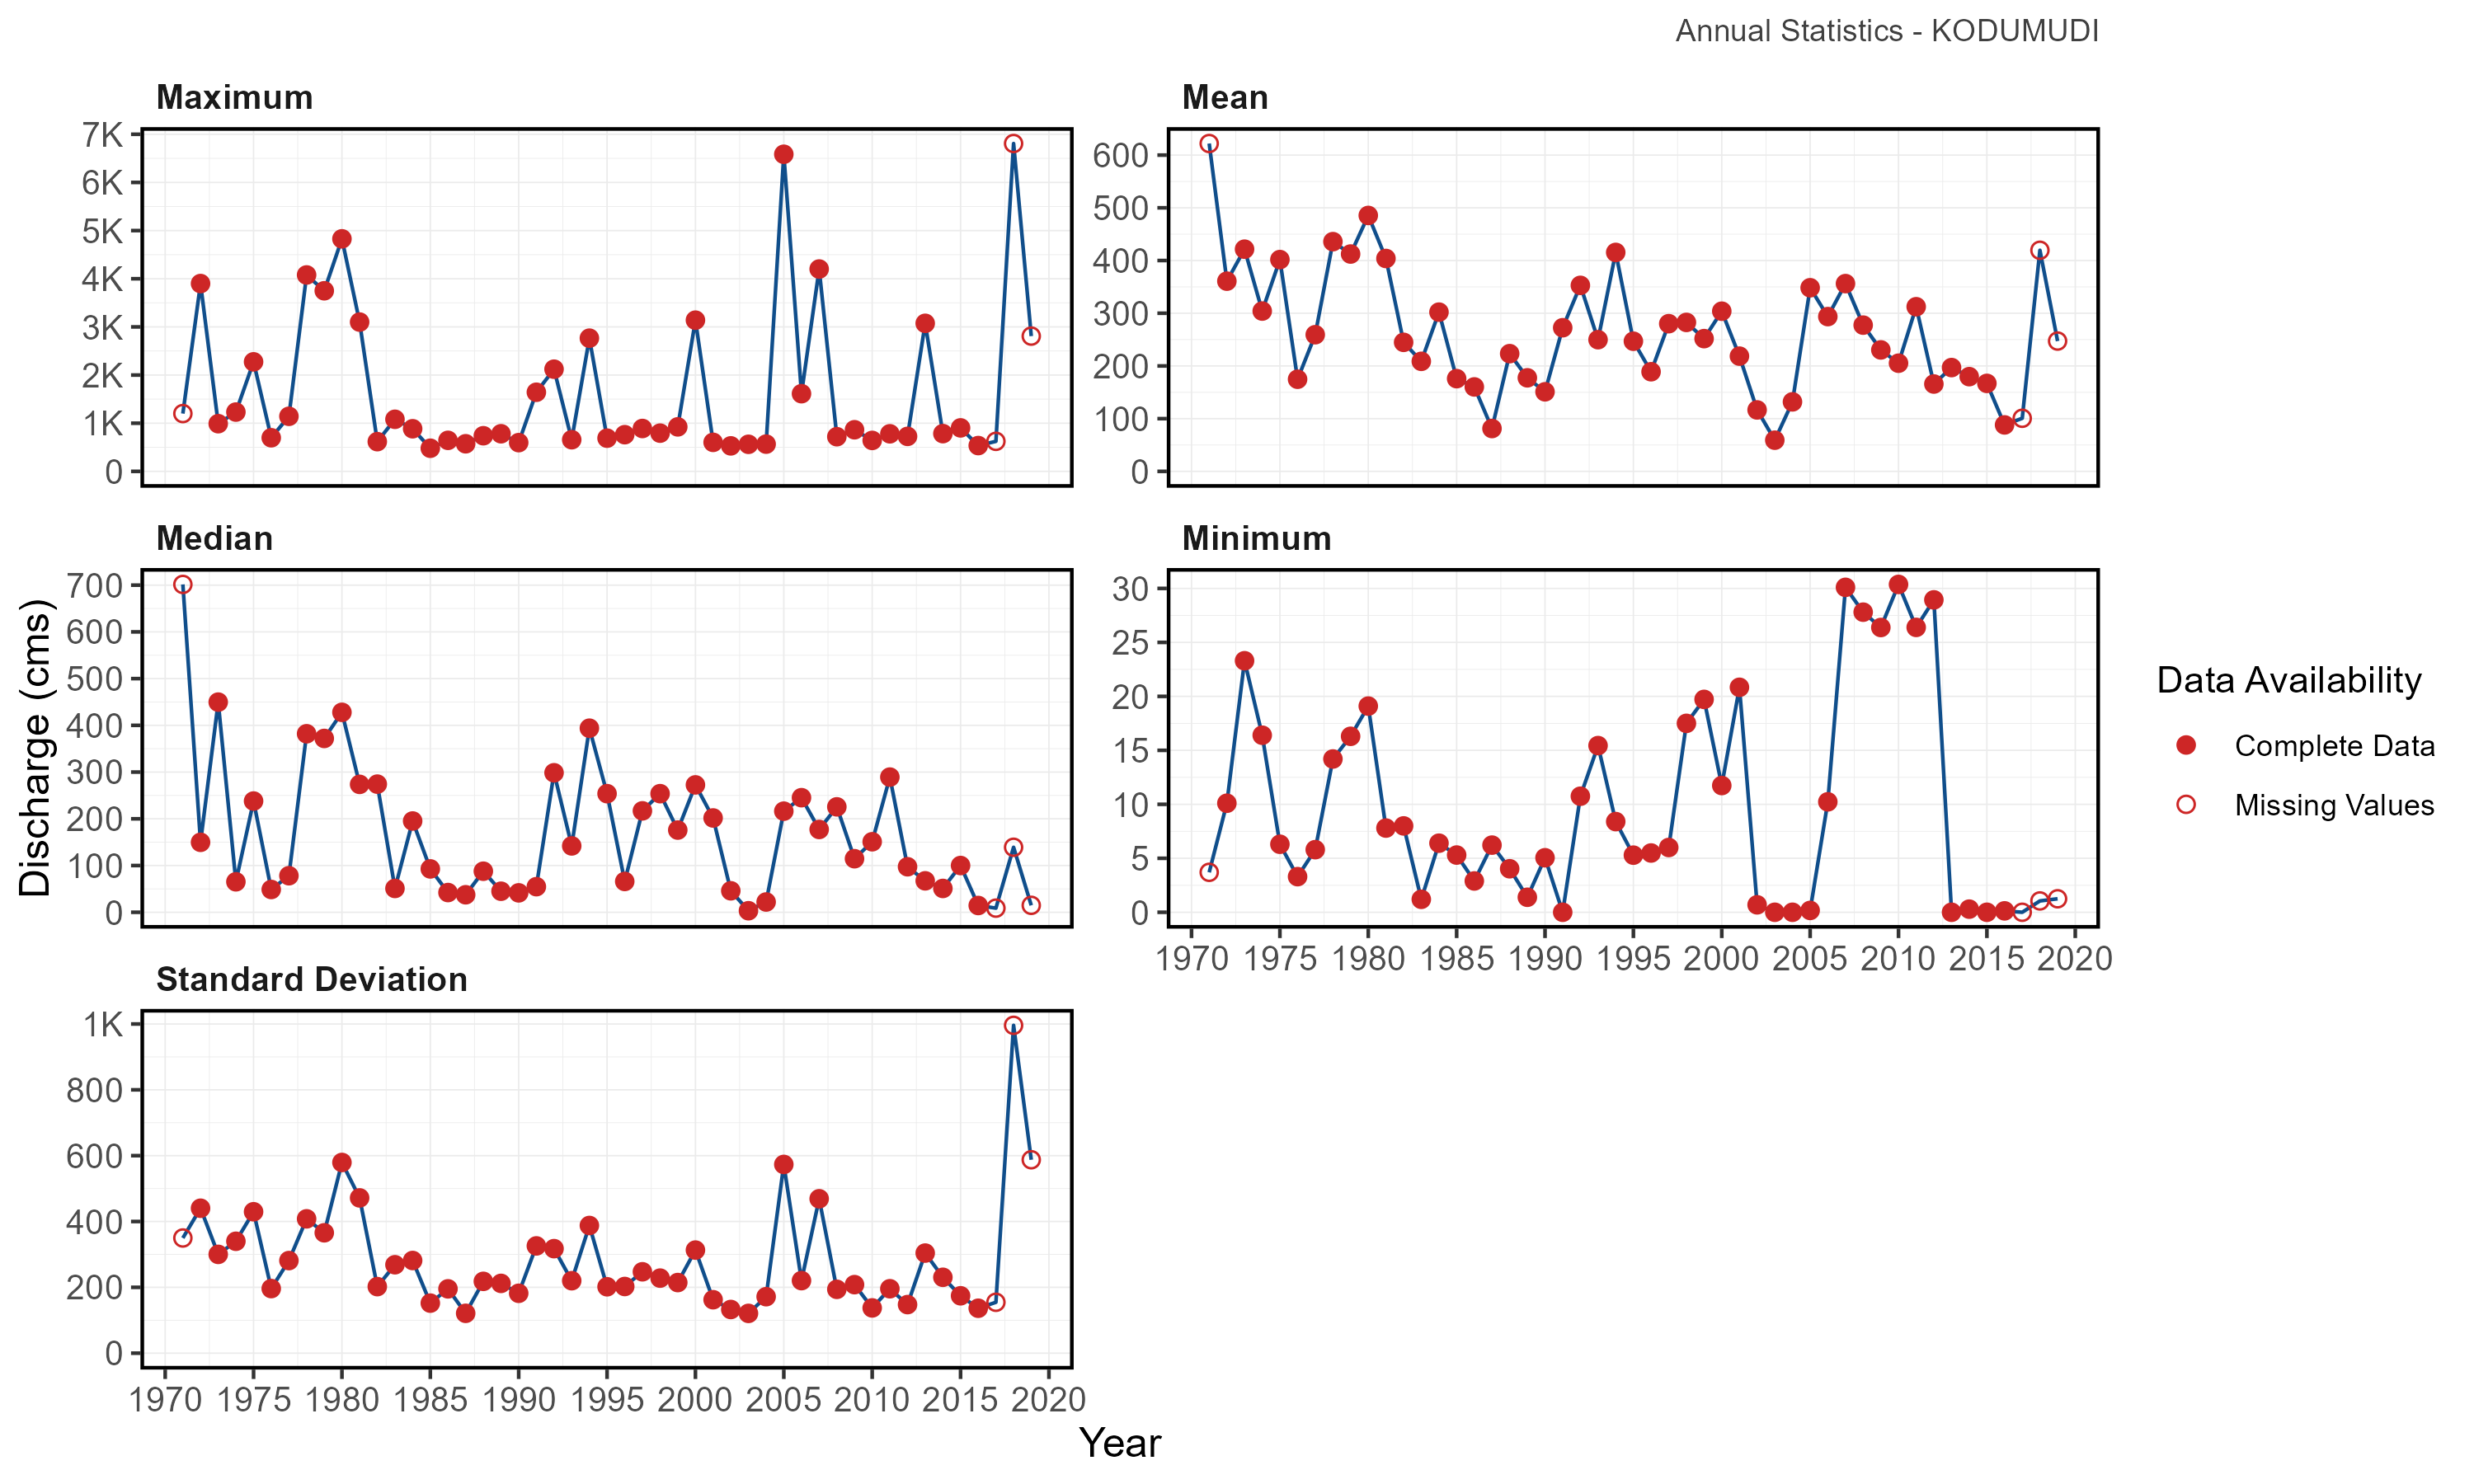 Annual Statistics - KODUMUDI
Maximum
7K
6K
5K
4K
3K
2K
1K
0
Mean
600
500
400
300
200
100
0
Median
700
600
500
400
300
200
100
0
Minimum
30
25
20
15
10
5
0
1970 1975 1980 1985 1990 1995 2000 2005 2010 2015 2020
Standard Deviation
1K
800
600
400
200
0
1970 1975 1980 1985 1990 1995 2000 2005 2010 2015 2020
Discharge (cms)
Year
Data Availability
Complete Data
Missing Values